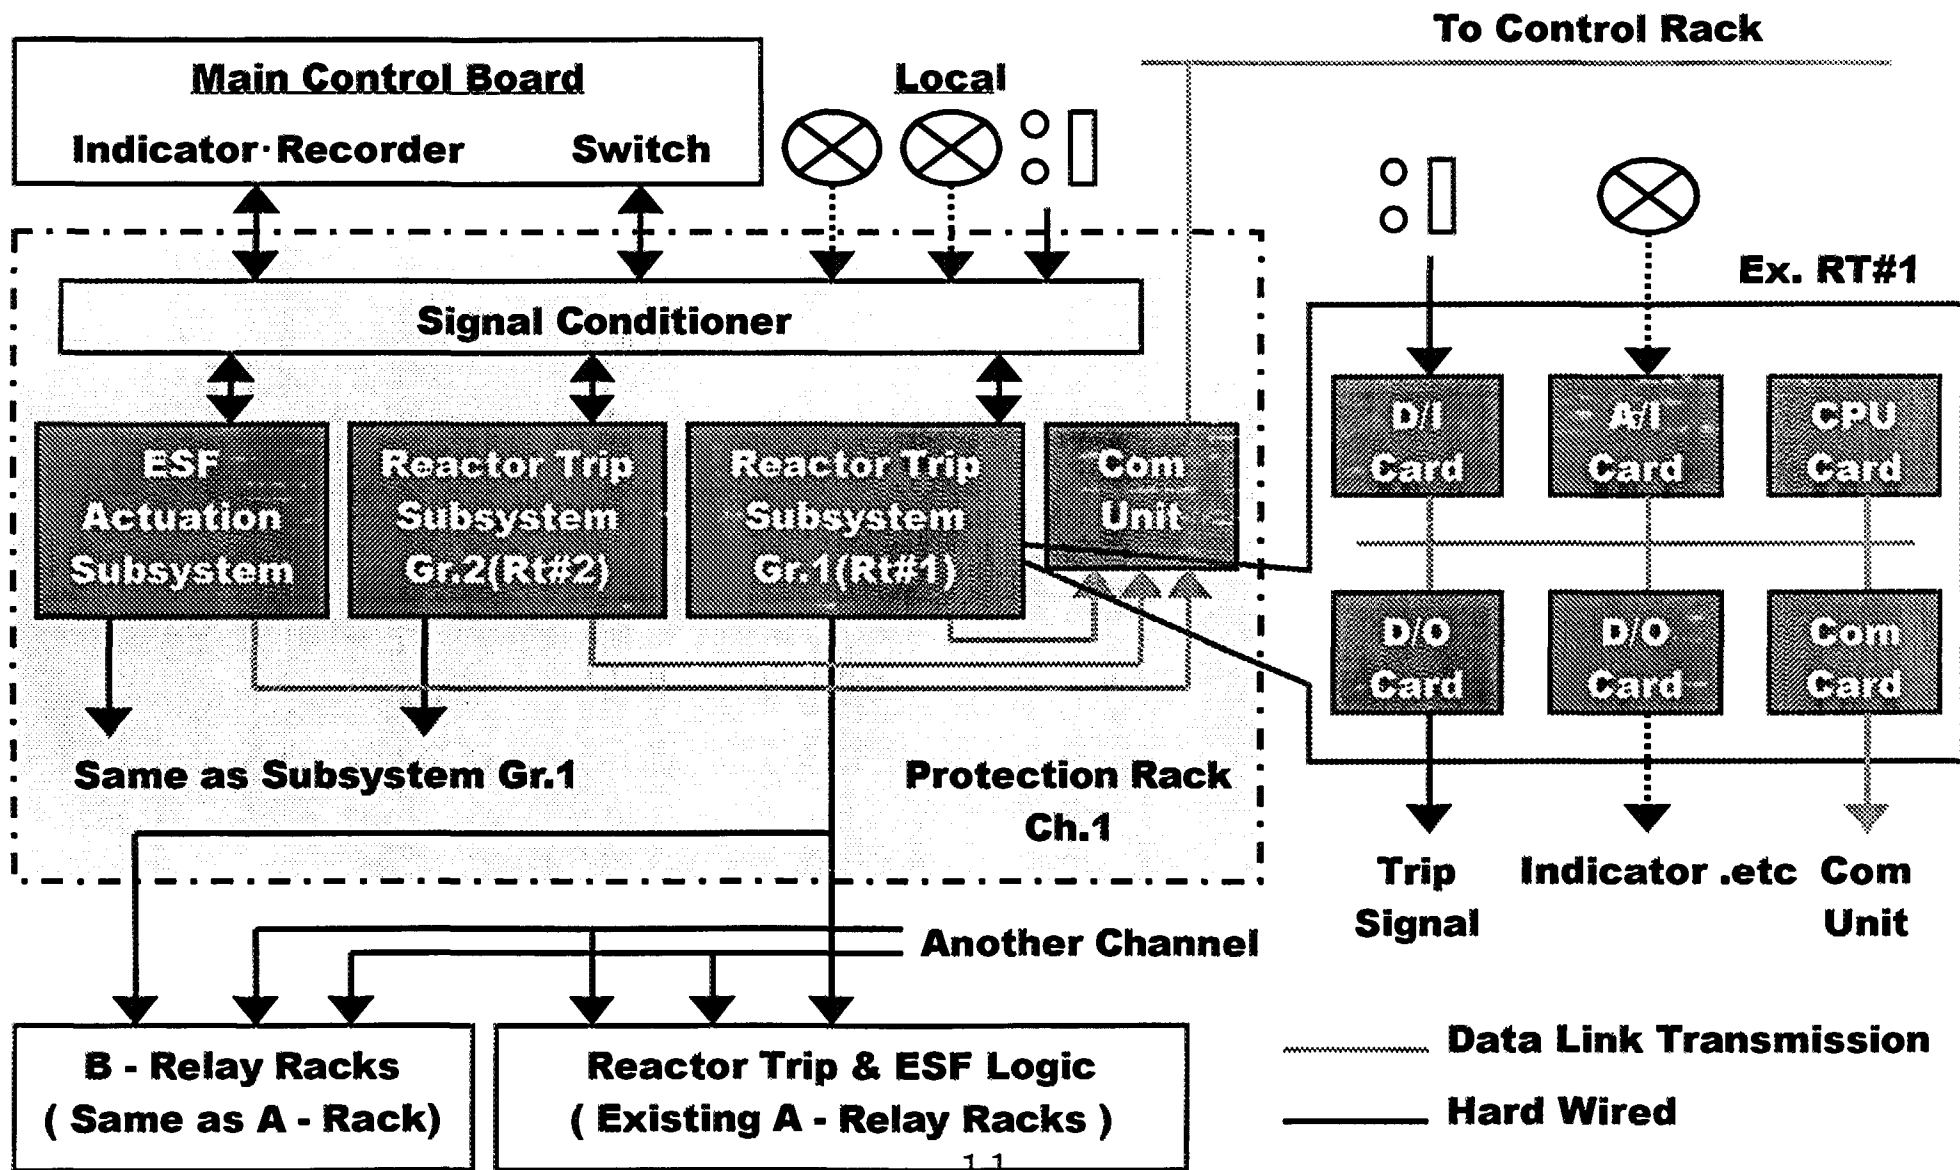 To Control Rack
Main Control Board
Indicator·Recorder Switch
Local
Ex. RT#1
Signal Conditioner
ESF
Actuation
Subsystem
Reactor Trip
Subsystem
Gr.2(Rt#2)
Reactor Trip
Subsystem
Gr.1(Rt#1)
Com
Unit
D/I
Card
A/I
Card
CPU
Card
D/O
Card
D/O
Card
Com
Card
Same as Subsystem Gr.1
Protection Rack
Ch.1
Trip
Signal
Indicator .etc
Com
Unit
Another Channel
B - Relay Racks
( Same as A - Rack)
Reactor Trip & ESF Logic
( Existing A - Relay Racks )
Data Link Transmission
Hard Wired
11